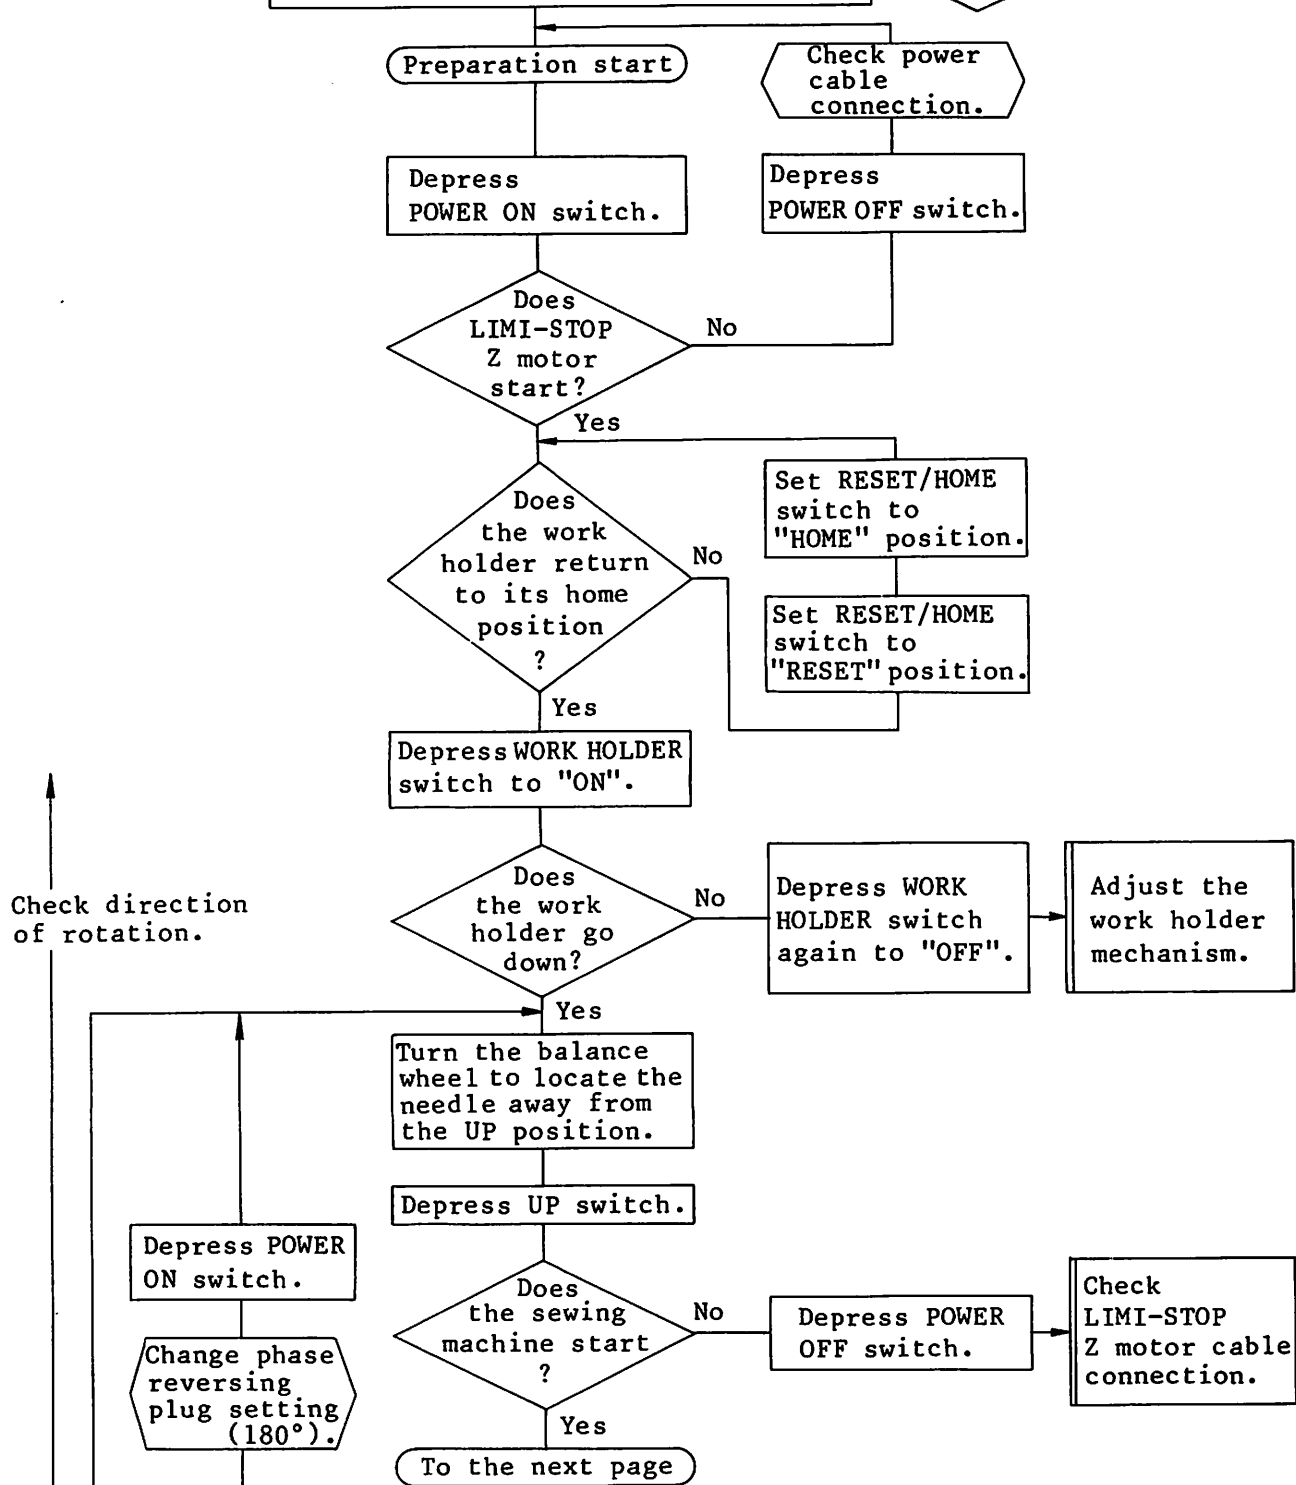 Preparation start
Check power
cable
connection.
Depress
POWER ON switch.
Depress
POWER OFF switch.
Does
LIMI-STOP
Z motor
start?
No
Yes
Set RESET/HOME
switch to
"HOME" position.
Does
the work
holder return
to its home
position
?
No
Set RESET/HOME
switch to
"RESET" position.
Yes
Depress WORK HOLDER
switch to "ON".
Check direction
of rotation.
Does
the work
holder go
down?
No
Depress WORK
HOLDER switch
again to "OFF".
Adjust the
work holder
mechanism.
Yes
Turn the balance
wheel to locate the
needle away from
the UP position.
Depress UP switch.
Depress POWER
ON switch.
Does
the sewing
machine start
?
No
Depress POWER
OFF switch.
Check
LIMI-STOP
Z motor cable
connection.
Change phase
reversing
plug setting
(180°).
Yes
To the next page